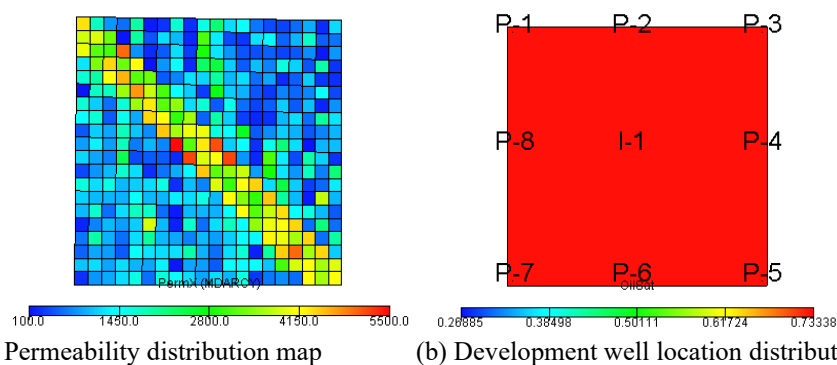 P-1 P-2 P-3
P-8 I-1 P-4
P-7 P-6 P-5
PermX (MDARCY)
OilSat
100.0 1450.0 2800.0 4150.0 5500.0
0.26885 0.38498 0.50111 0.61724 0.73338
Permeability distribution map
(b) Development well location distribut